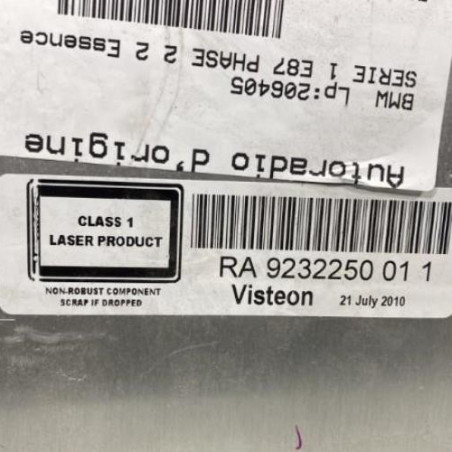 Autoradio d'origine
BMW Lp:206405
SERIE 1 E87 PHASE 2 2 Essence
CLASS 1
LASER PRODUCT
NON-ROBUST COMPONENT
SCRAP IF DROPPED
RA 9232250 01 1
Visteon 21 July 2010